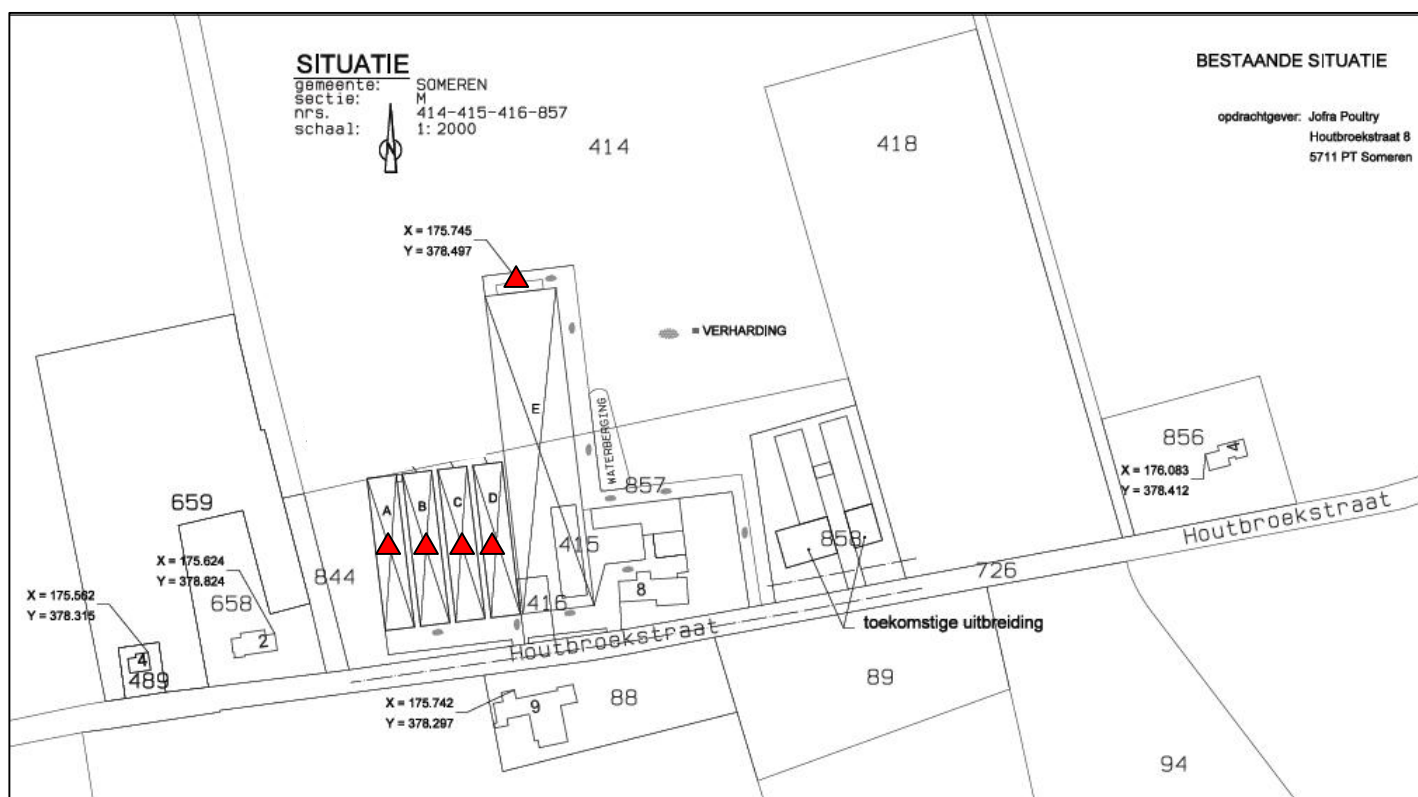 SITUATIE
gemeente: SOMEREN
sectie: M
nrs. 414-415-416-857
schaal: 1: 2000
N
BESTAANDE SITUATIE
opdrachtgever: Jofra Poultry
Houtbroekstraat 8
5711 PT Someren
414
418
X = 175.745
Y = 378.497
= VERHARDING
E
WATERBERGING
857
856
4
X = 176.083
Y = 378.412
659
A
B
C
D
415
858
Houtbroekstraat
X = 175.624
Y = 378.824
844
658
2
416
8
726
X = 175.562
Y = 378.315
4
489
toekomstige uitbreiding
Houtbroekstraat
X = 175.742
Y = 378.297
9
88
89
94